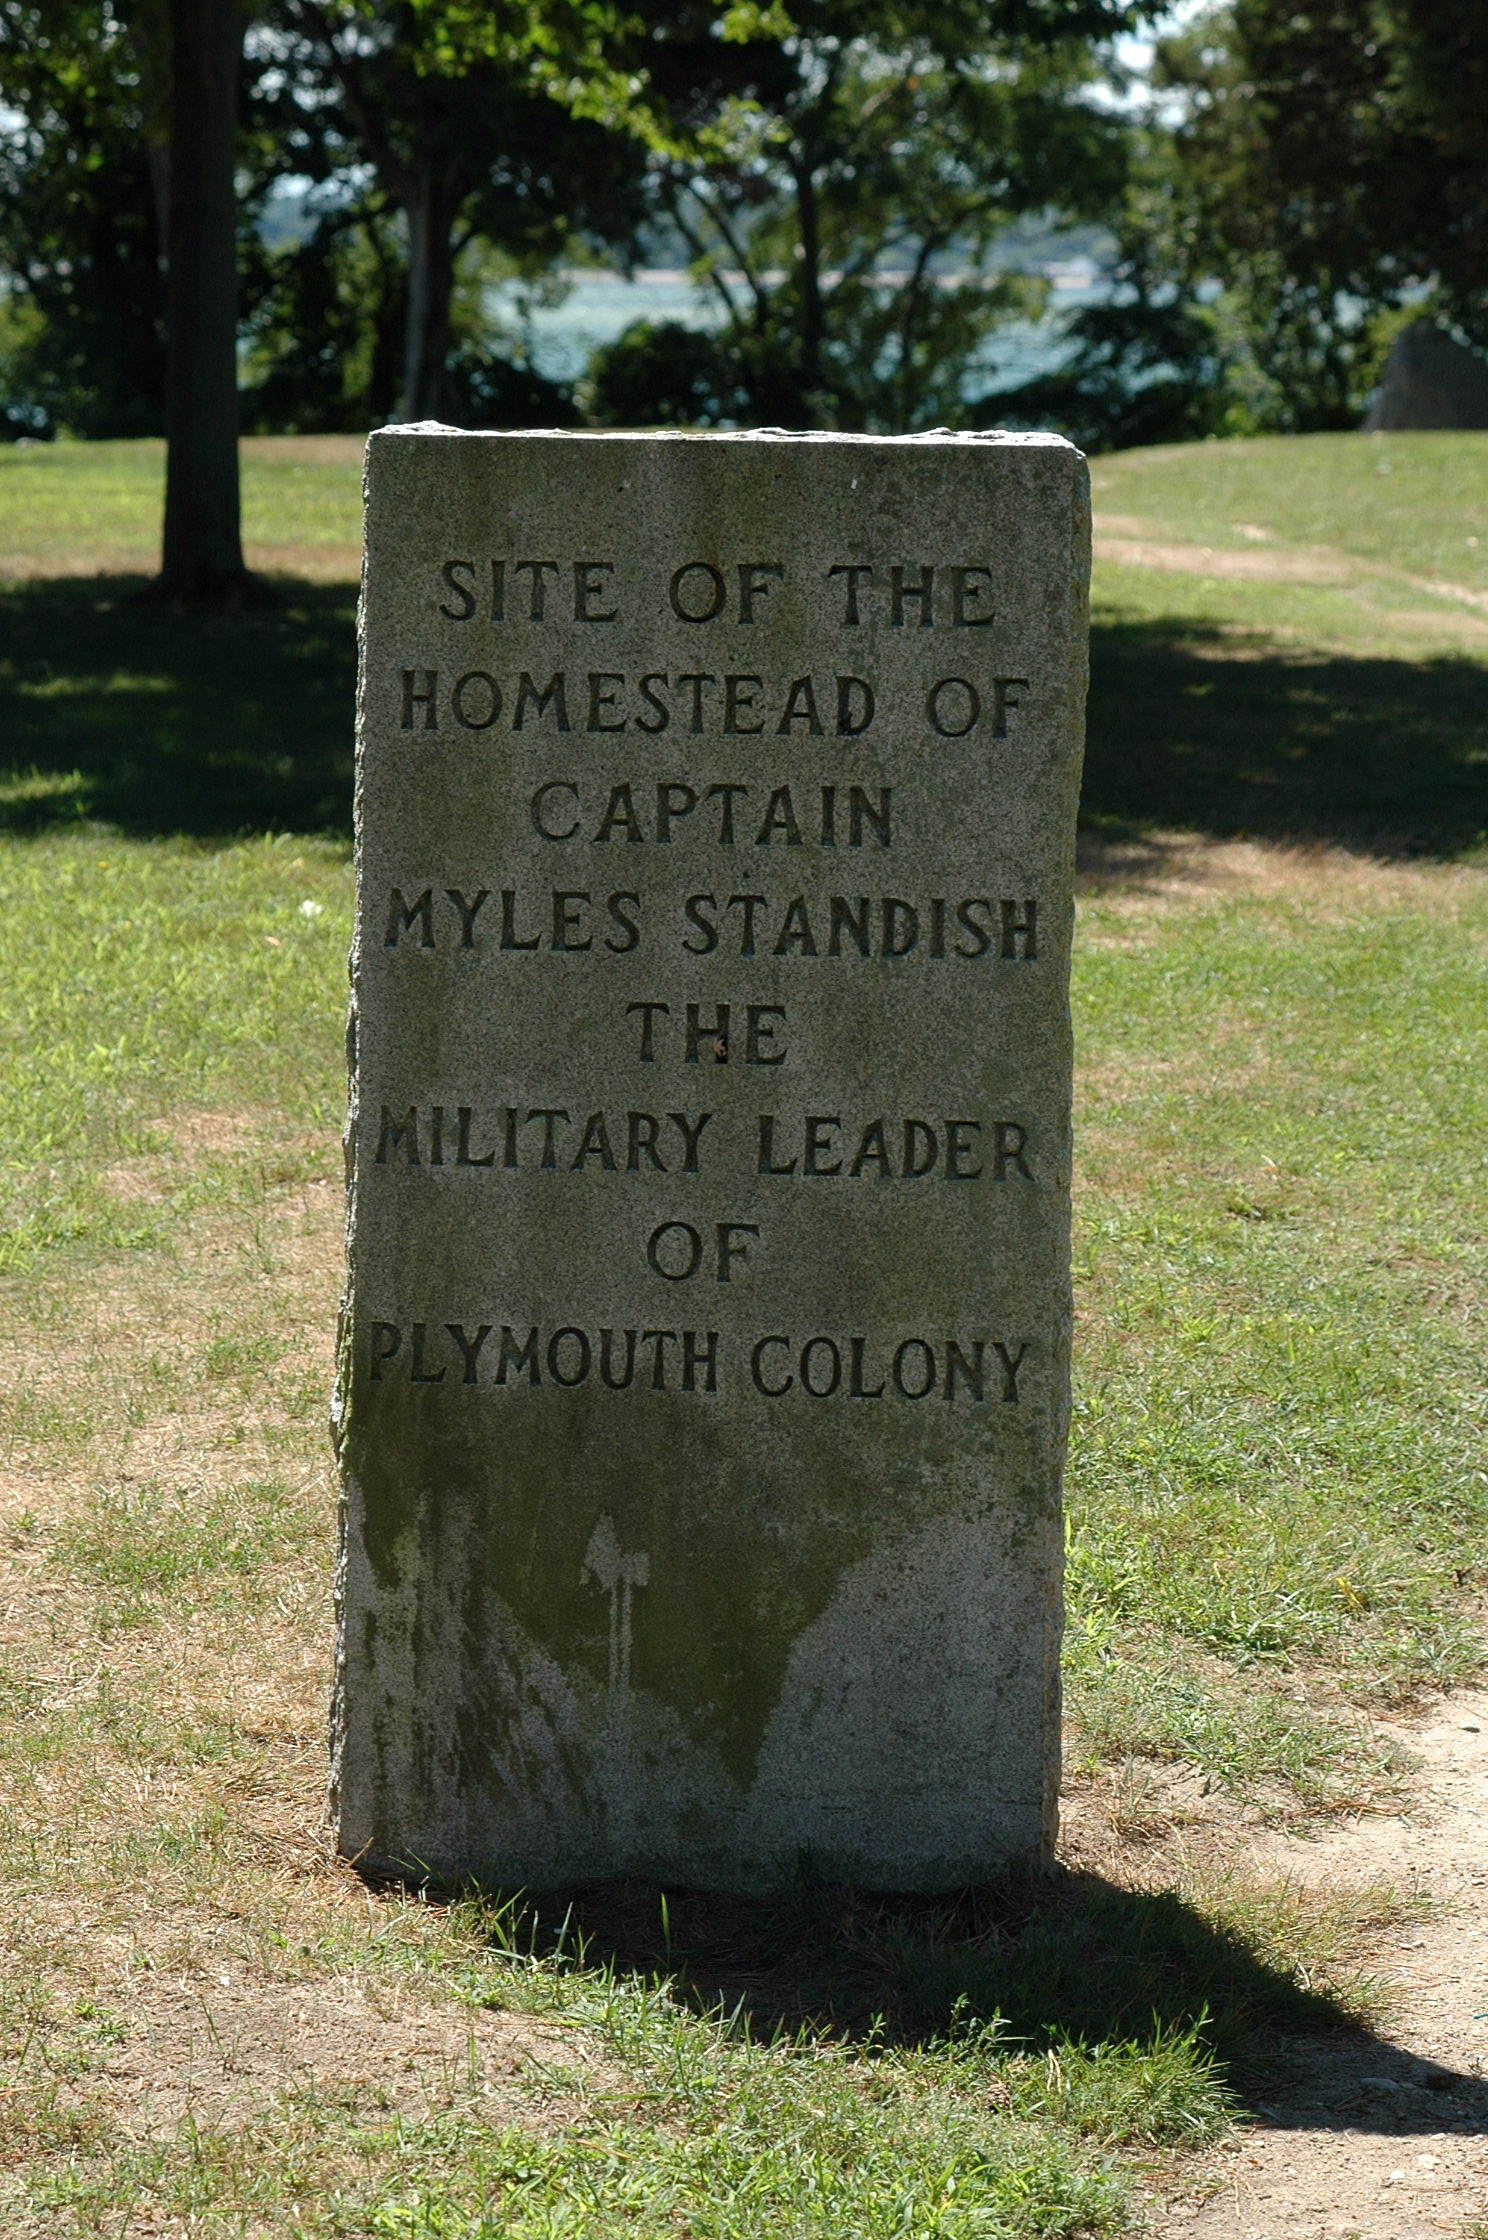 SITE OF THE
HOMESTEAD OF
CAPTAIN
MYLES STANDISH
THE
MILITARY LEADER
OF
PLYMOUTH COLONY